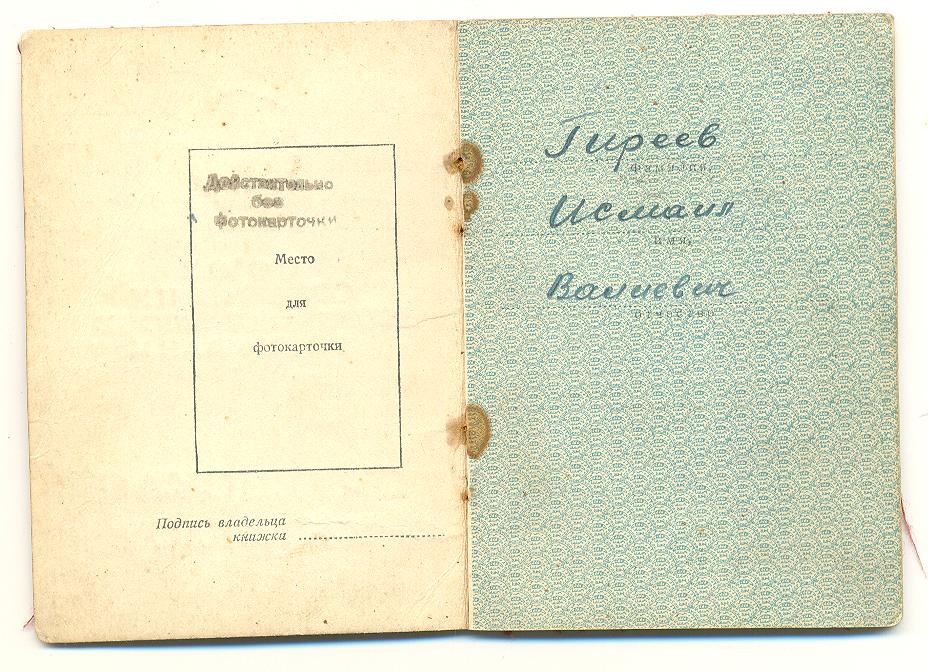 Действительно
без
фотокарточки
Место
для
фотокарточки
Подпись владельца
книжки
Гиреев
фамилия
Исмаил
имя
Валиевич
отчество